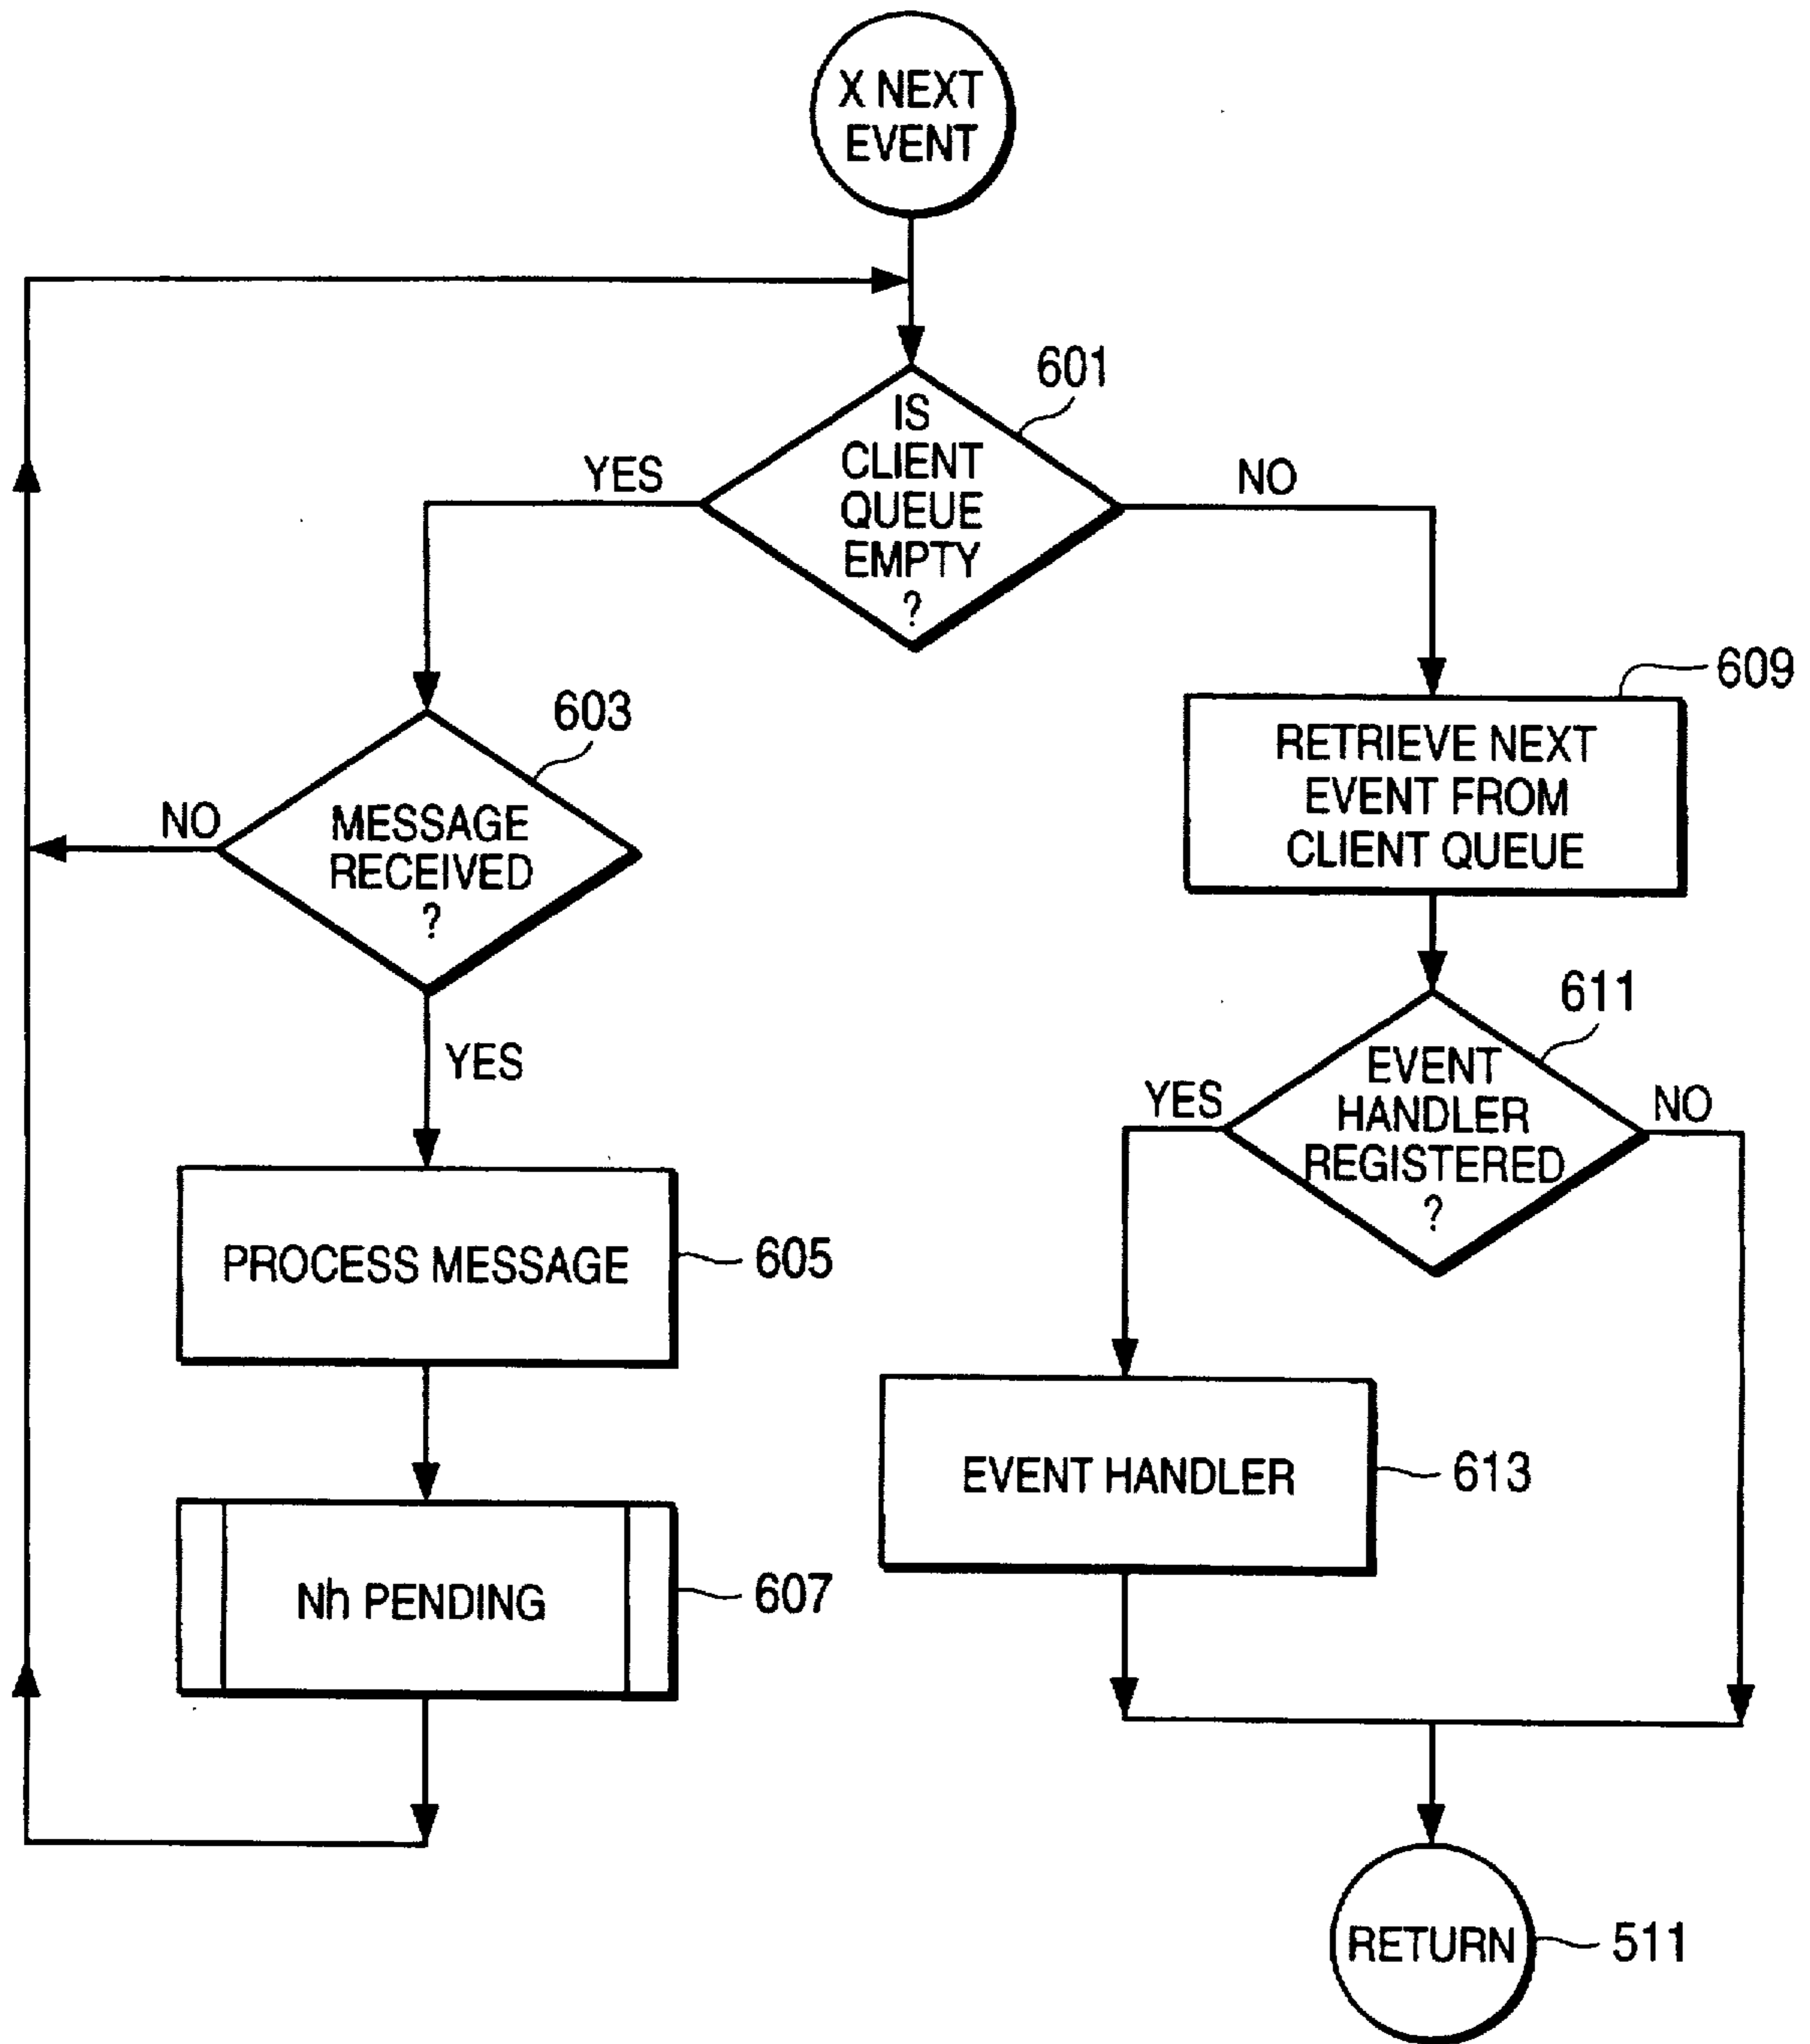 X NEXT
EVENT
601
IS
CLIENT
QUEUE
EMPTY
?
YES
NO
609
RETRIEVE NEXT
EVENT FROM
CLIENT QUEUE
603
MESSAGE
RECEIVED
?
NO
YES
611
EVENT
HANDLER
REGISTERED
?
YES
NO
PROCESS MESSAGE
605
EVENT HANDLER
613
Nh PENDING
607
RETURN
511